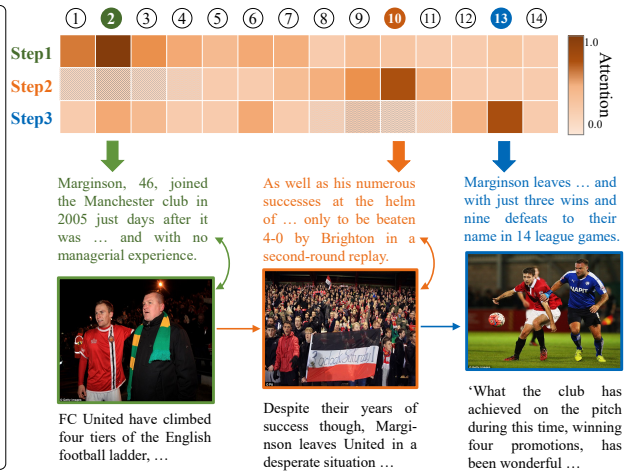 1 2 3 4 5 6 7 8 9 10 11 12 13 14
Step1
Step2
Step3
1.0
0.0
Attention
Marginson, 46, joined
the Manchester club in
2005 just days after it
was … and with no
managerial experience.
As well as his numerous
successes at the helm
of … only to be beaten
4-0 by Brighton in a
second-round replay.
Marginson leaves … and
with just three wins and
nine defeats to their
name in 14 league games.
FC United have climbed
four tiers of the English
football ladder, …
Despite their years of
success though, Margi-
nson leaves United in a
desperate situation …
‘What the club has
achieved on the pitch
during this time, winning
four promotions, has
been wonderful …